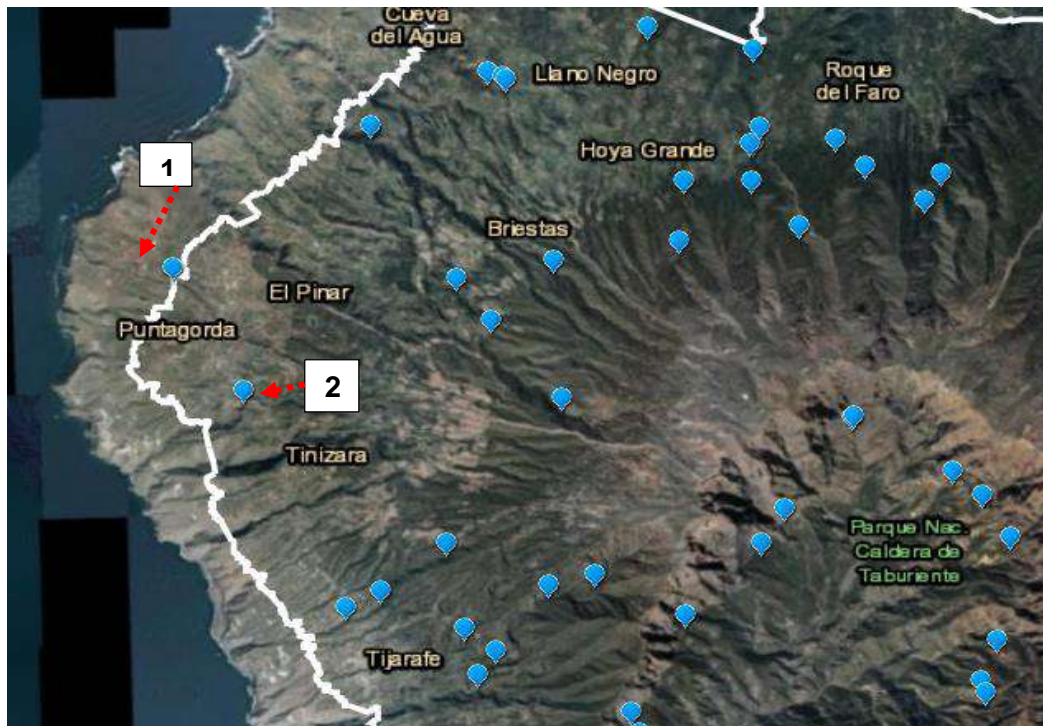 Cueva
del Agua
Llano Negro
Roque
del Faro
1
Hoya Grande
Briestas
El Pinar
Puntagorda
2
Tinizara
Parque Nac.
Caldera de
Taburiente
Tijarafe